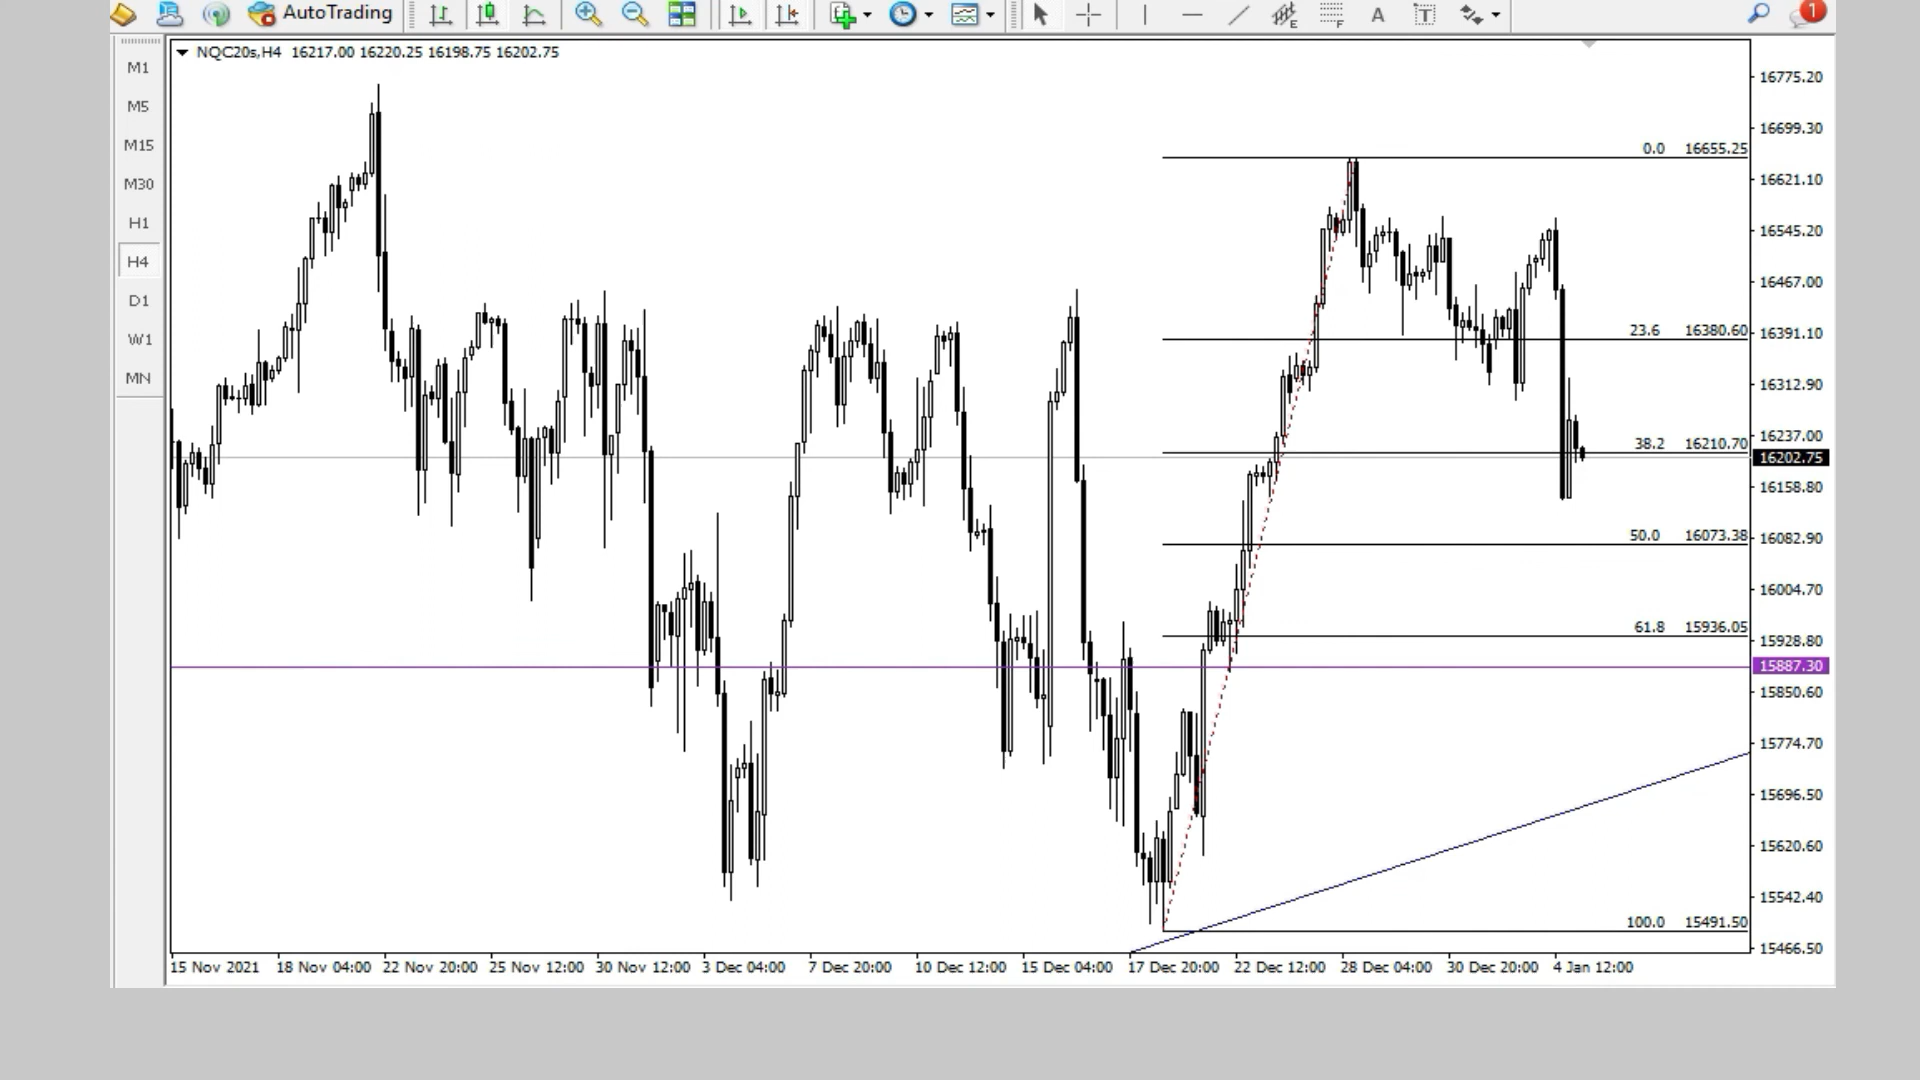 AutoTrading
E
F
A
T
1
M1
M5
M15
M30
H1
H4
D1
W1
MN
NQC20s,H4 16217.00 16220.25 16198.75 16202.75
0.0 16655.25
23.6 16380.60
38.2 16210.70
50.0 16073.38
61.8 15936.05
100.0 15491.50
16775.20
16699.30
16621.10
16545.20
16467.00
16391.10
16312.90
16237.00
16202.75
16158.80
16082.90
16004.70
15928.80
15887.30
15850.60
15774.70
15696.50
15620.60
15542.40
15466.50
15 Nov 2021 18 Nov 04:00 22 Nov 20:00 25 Nov 12:00 30 Nov 12:00 3 Dec 04:00 7 Dec 20:00 10 Dec 12:00 15 Dec 04:00 17 Dec 20:00 22 Dec 12:00 28 Dec 04:00 30 Dec 20:00 4 Jan 12:00